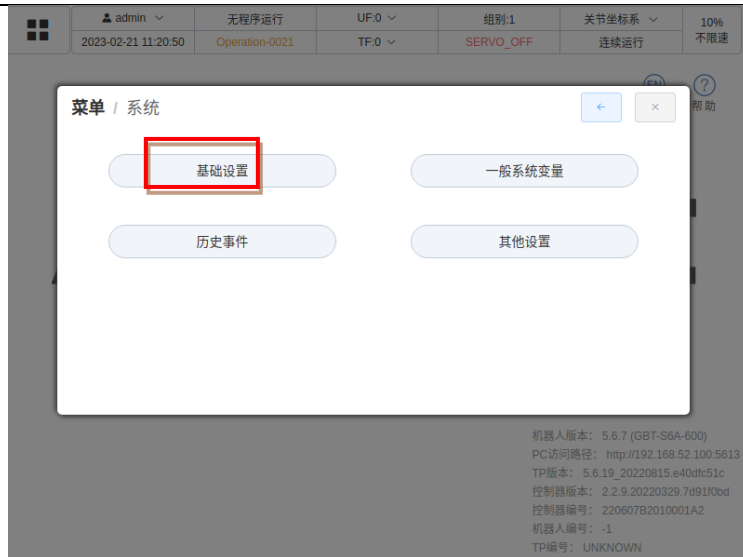 admin 无程序运行 UF:0 组别:1 关节坐标系 10%
2023-02-21 11:20:50 Operation-0021 TF:0 SERVO_OFF 连续运行 不限速
EN ?
菜单 / 系统 ← × 帮助
基础设置 一般系统变量
历史事件 其他设置
机器人版本: 5.6.7 (GBT-S6A-600)
PC访问路径: http://192.168.52.100:5613
TP版本: 5.6.19_20220815.e40dfc51c
控制器版本: 2.2.9.20220329.7d91f0bd
控制器编号: 220607B2010001A2
机器人编号: -1
TP编号: UNKNOWN